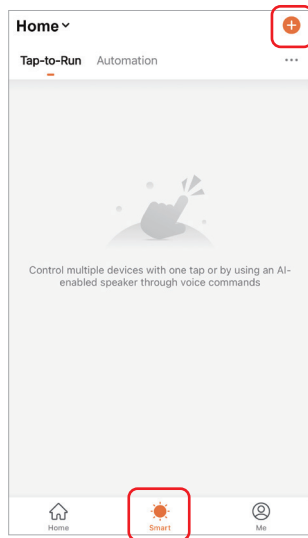 Home
Tap-to-Run Automation
Control multiple devices with one tap or by using an AI-
enabled speaker through voice commands
Home Smart Me